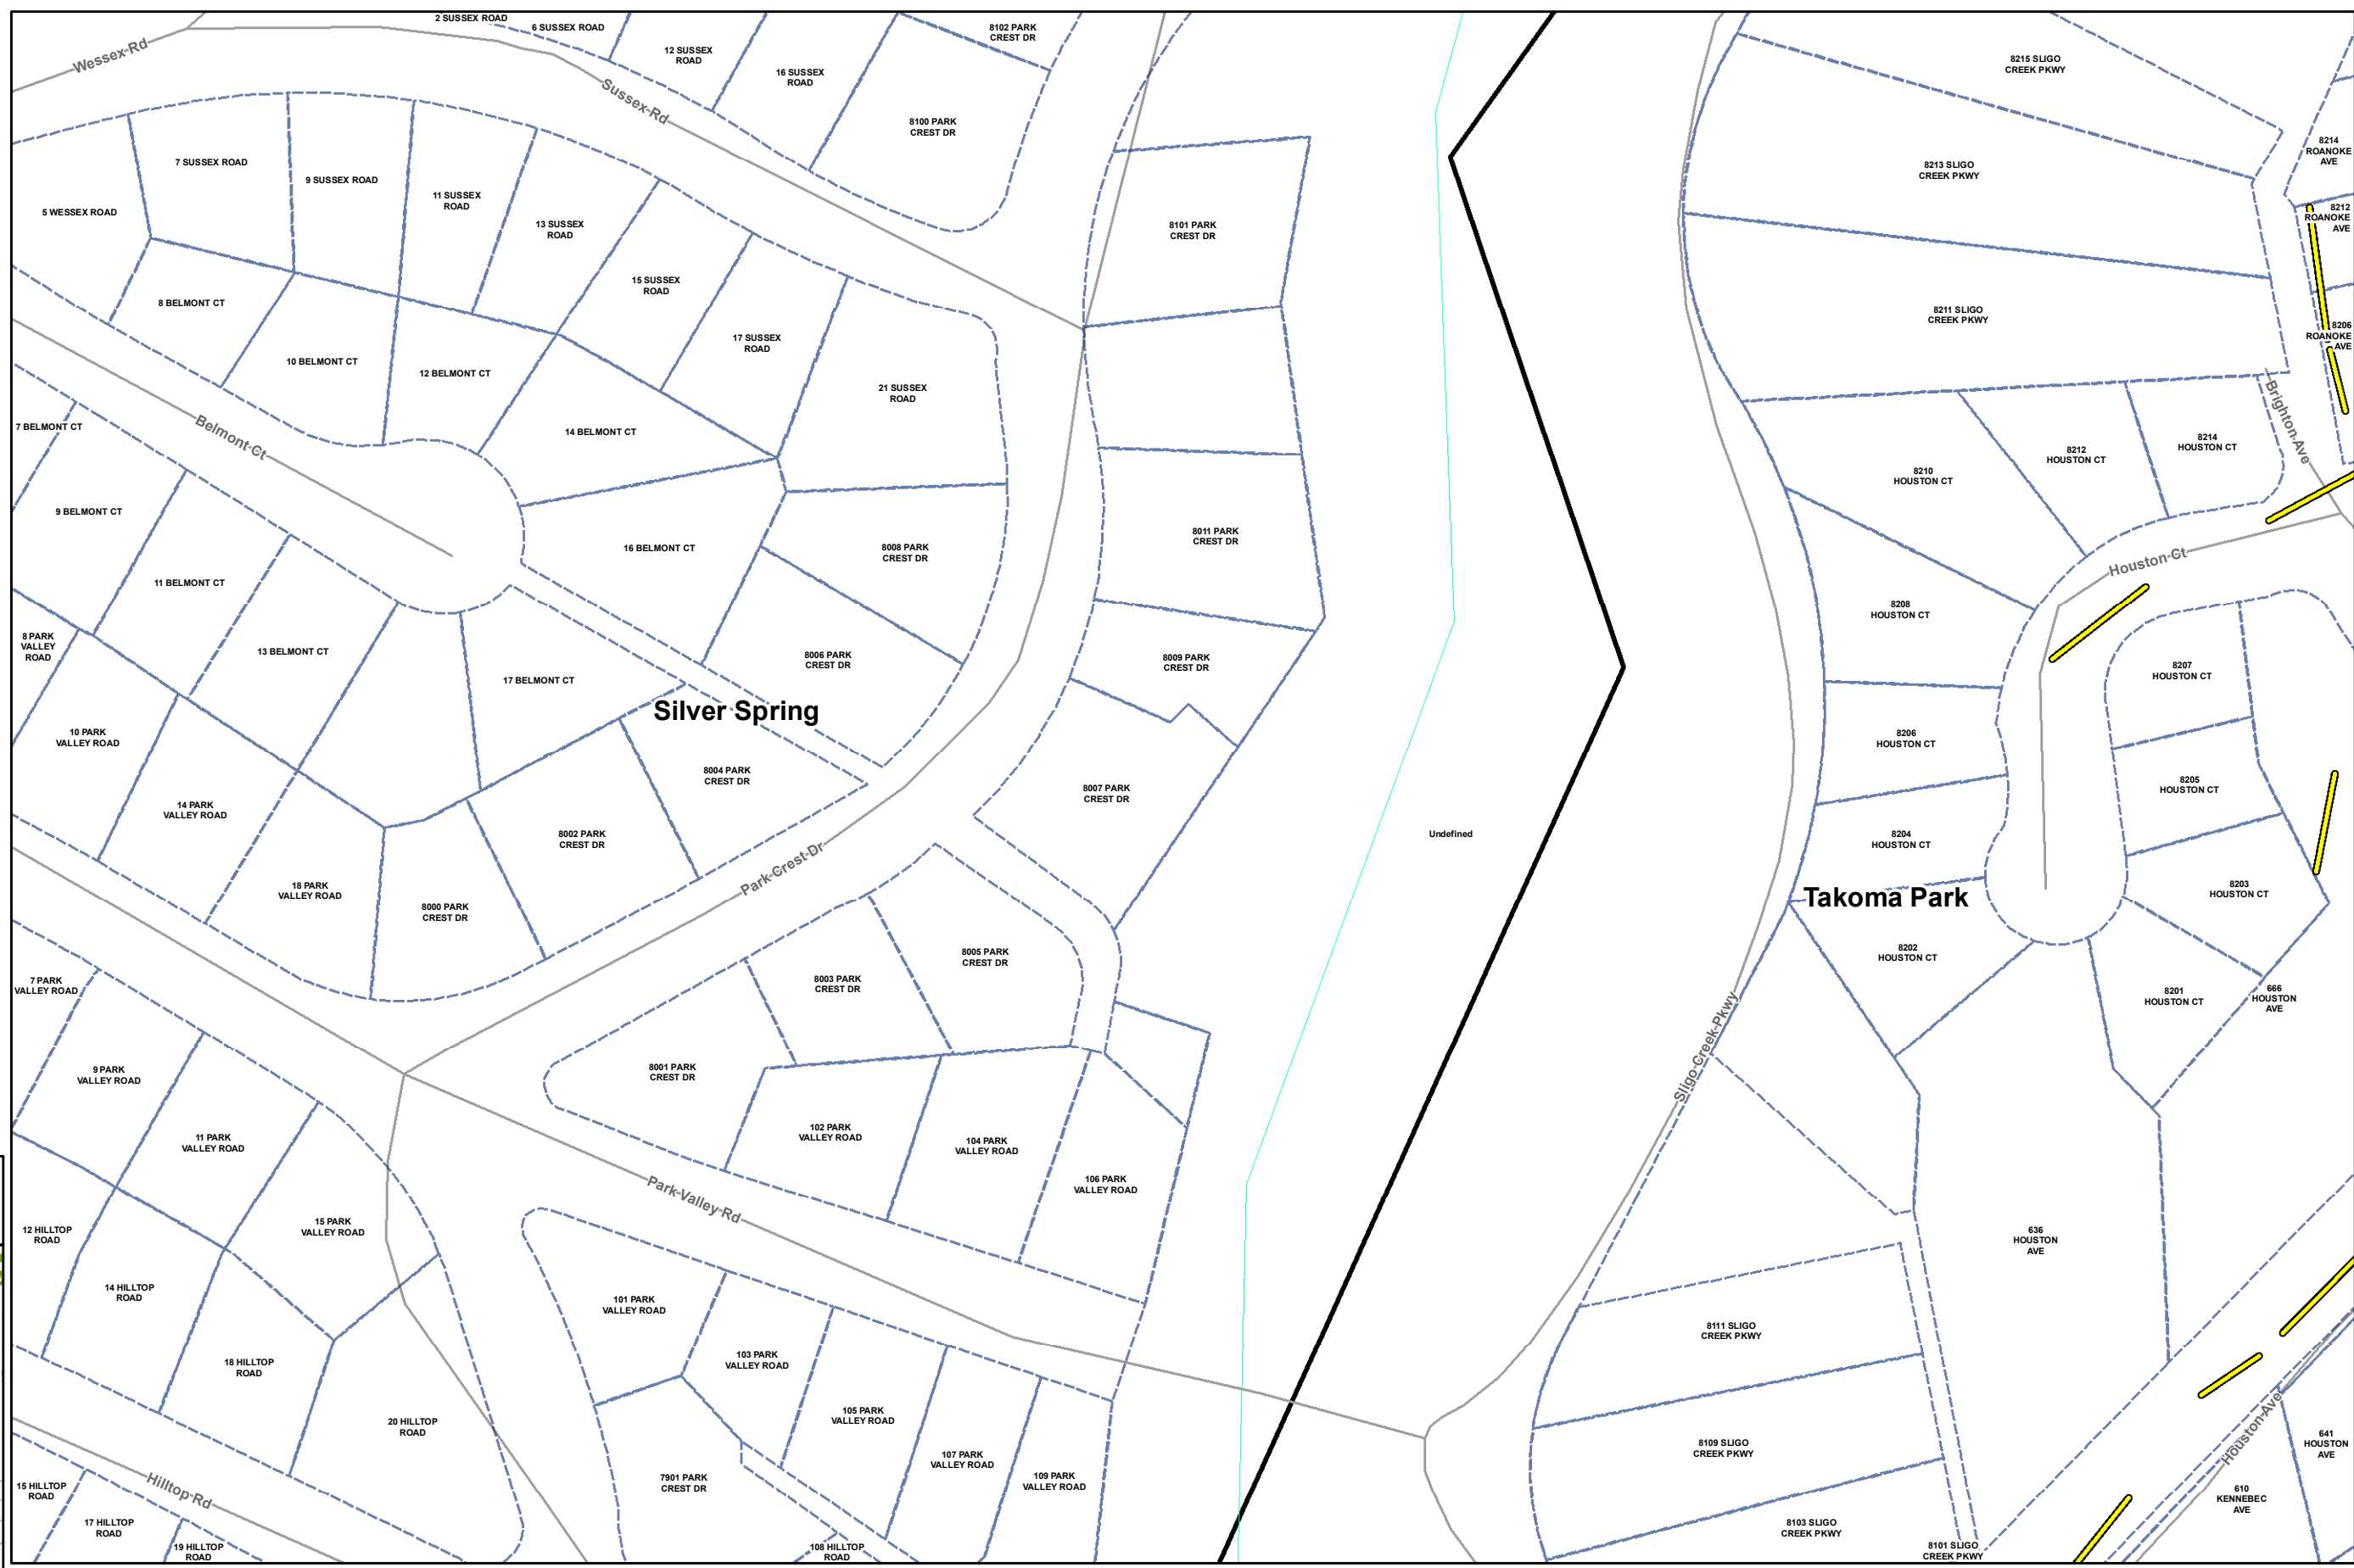 2 SUSSEX ROAD
6 SUSSEX ROAD
8102 PARK
CREST DR
Wessex Rd
12 SUSSEX
ROAD
16 SUSSEX
ROAD
8215 SLIGO
CREEK PKWY
Sussex-Rd
8100 PARK
CREST DR
8214
ROANOKE
AVE
7 SUSSEX ROAD
9 SUSSEX ROAD
11 SUSSEX
ROAD
8213 SLIGO
CREEK PKWY
5 WESSEX ROAD
13 SUSSEX
ROAD
8101 PARK
CREST DR
8212
ROANOKE
AVE
15 SUSSEX
ROAD
8 BELMONT CT
8211 SLIGO
CREEK PKWY
8206
ROANOKE
AVE
17 SUSSEX
ROAD
10 BELMONT CT
12 BELMONT CT
21 SUSSEX
ROAD
Brighton-Ave
7 BELMONT CT
Belmont-Ct
14 BELMONT CT
8214
HOUSTON CT
8212
HOUSTON CT
8210
HOUSTON CT
9 BELMONT CT
16 BELMONT CT
8008 PARK
CREST DR
8011 PARK
CREST DR
Houston-Ct
11 BELMONT CT
8208
HOUSTON CT
8 PARK
VALLEY
ROAD
13 BELMONT CT
8006 PARK
CREST DR
8009 PARK
CREST DR
8207
HOUSTON CT
17 BELMONT CT
Silver Spring
10 PARK
VALLEY ROAD
8206
HOUSTON CT
8004 PARK
CREST DR
8007 PARK
CREST DR
8205
HOUSTON CT
14 PARK
VALLEY ROAD
8002 PARK
CREST DR
Undefined
8204
HOUSTON CT
Park-Crest-Dr
18 PARK
VALLEY ROAD
8000 PARK
CREST DR
Takoma Park
8203
HOUSTON CT
8005 PARK
CREST DR
8202
HOUSTON CT
8003 PARK
CREST DR
7 PARK
VALLEY ROAD
8201
HOUSTON CT
666
HOUSTON
AVE
Sligo-Creek-Pkwy
9 PARK
VALLEY ROAD
8001 PARK
CREST DR
11 PARK
VALLEY ROAD
102 PARK
VALLEY ROAD
104 PARK
VALLEY ROAD
106 PARK
VALLEY ROAD
Park-Valley-Rd
12 HILLTOP
ROAD
15 PARK
VALLEY ROAD
636
HOUSTON
AVE
14 HILLTOP
ROAD
101 PARK
VALLEY ROAD
8111 SLIGO
CREEK PKWY
18 HILLTOP
ROAD
103 PARK
VALLEY ROAD
20 HILLTOP
ROAD
105 PARK
VALLEY ROAD
Houston-Ave
641
HOUSTON
AVE
8109 SLIGO
CREEK PKWY
107 PARK
VALLEY ROAD
7901 PARK
CREST DR
109 PARK
VALLEY ROAD
15 HILLTOP
ROAD
Hilltop-Rd
610
KENNEBEC
AVE
17 HILLTOP
ROAD
8103 SLIGO
CREEK PKWY
19 HILLTOP
ROAD
108 HILLTOP
ROAD
8101 SLIGO
CREEK PKWY